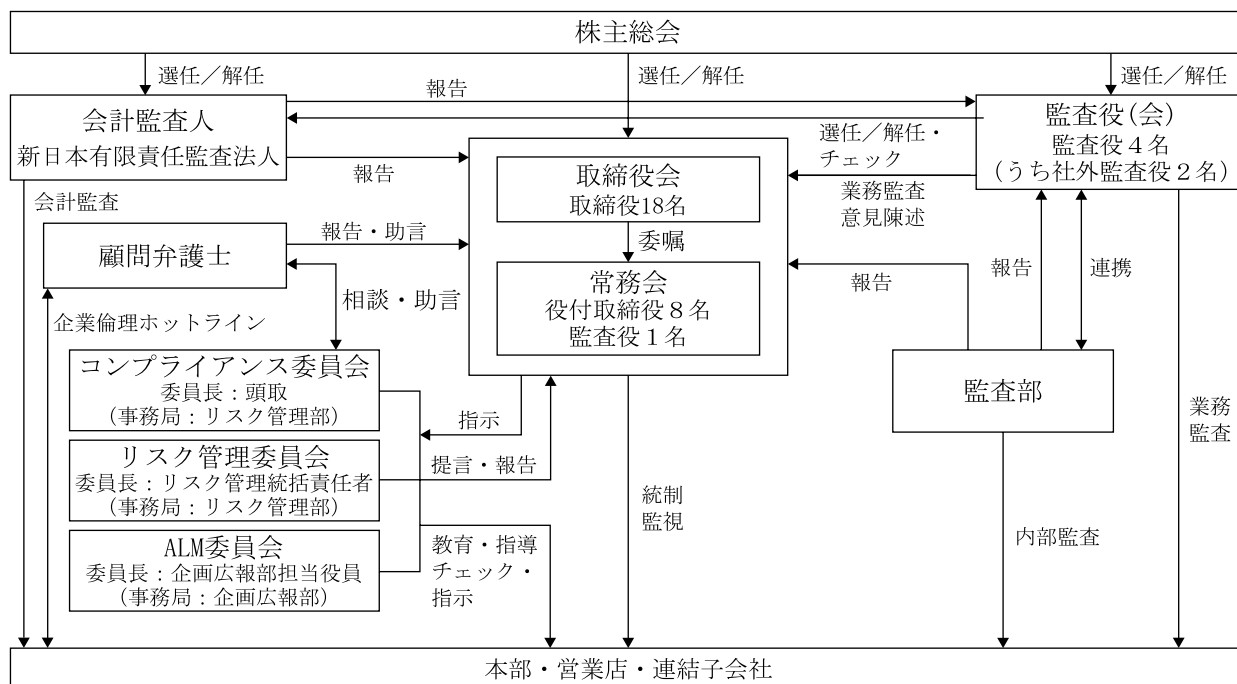 株主総会
選任／解任
選任／解任
選任／解任
報告
会計監査人
新日本有限責任監査法人
監査役(会)
監査役４名
(うち社外監査役２名)
選任／解任・
チェック
報告
取締役会
取締役18名
業務監査
意見陳述
会計監査
報告・助言
委嘱
顧問弁護士
常務会
役付取締役８名
監査役１名
報告
報告
連携
相談・助言
企業倫理ホットライン
コンプライアンス委員会
委員長：頭取
(事務局：リスク管理部)
監査部
指示
業務
監査
リスク管理委員会
委員長：リスク管理統括責任者
(事務局：リスク管理部)
提言・報告
統制
監視
ALM委員会
委員長：企画広報部担当役員
(事務局：企画広報部)
教育・指導
チェック・
指示
内部監査
本部・営業店・連結子会社